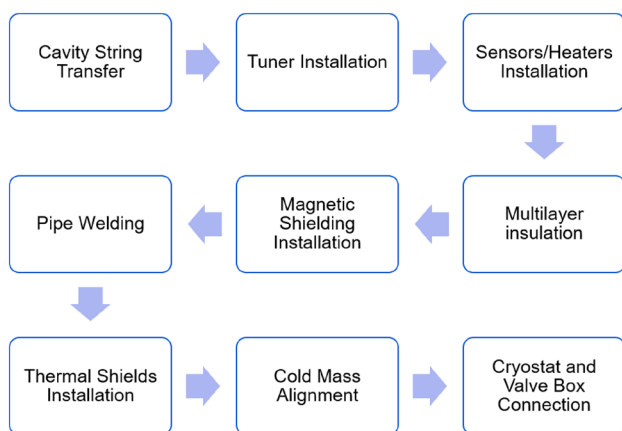 Cavity String
Transfer
Tuner Installation
Sensors/Heaters
Installation
Multilayer
insulation
Magnetic
Shielding
Installation
Pipe Welding
Thermal Shields
Installation
Cold Mass
Alignment
Cryostat and
Valve Box
Connection